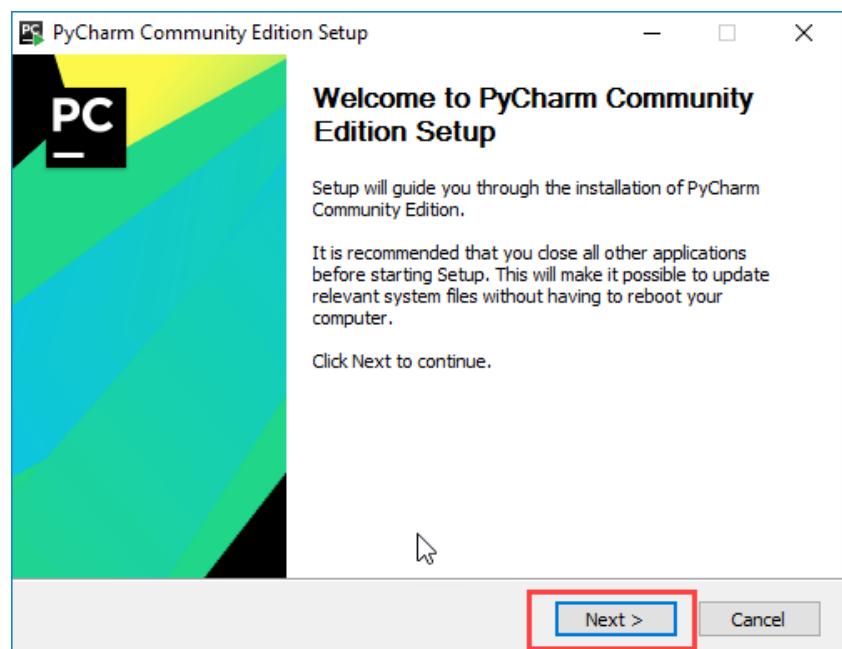 PyCharm Community Edition Setup
PC
Welcome to PyCharm Community
Edition Setup
Setup will guide you through the installation of PyCharm
Community Edition.
It is recommended that you close all other applications
before starting Setup. This will make it possible to update
relevant system files without having to reboot your
computer.
Click Next to continue.
Next >
Cancel